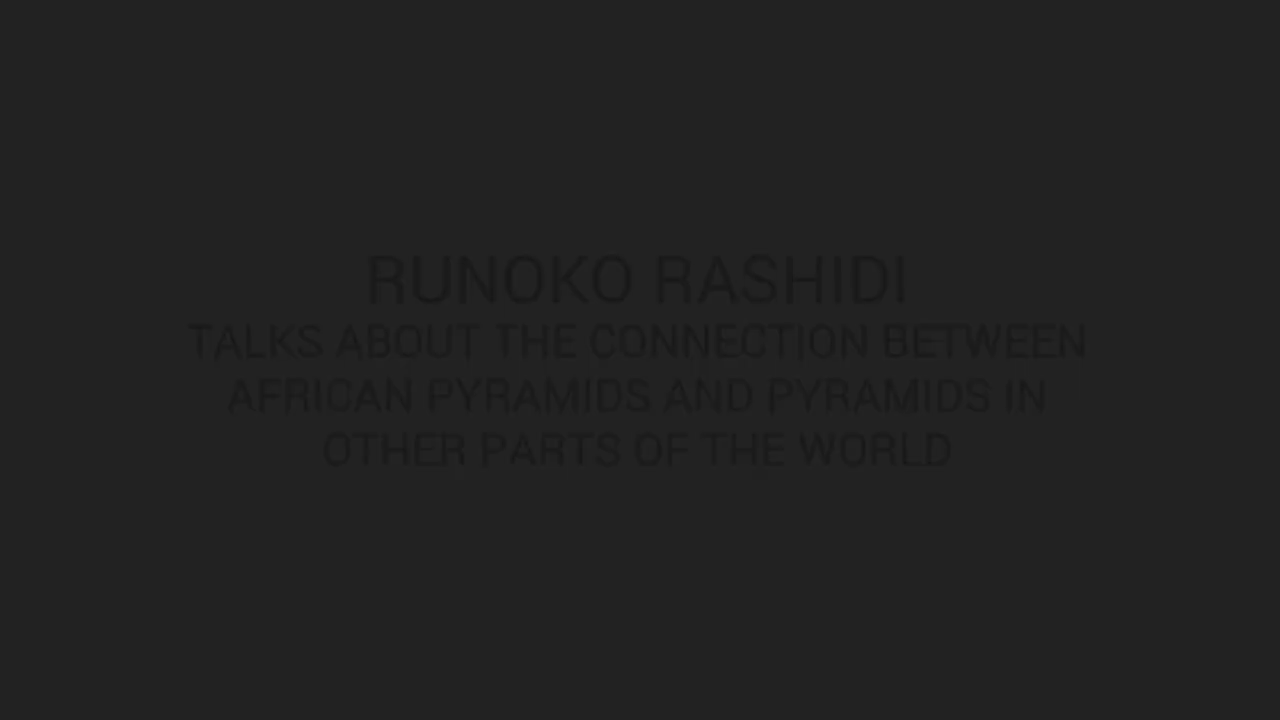 RUNOKO RASHIDI
TALKS ABOUT THE CONNECTION BETWEEN
AFRICAN PYRAMIDS AND PYRAMIDS IN
OTHER PARTS OF THE WORLD